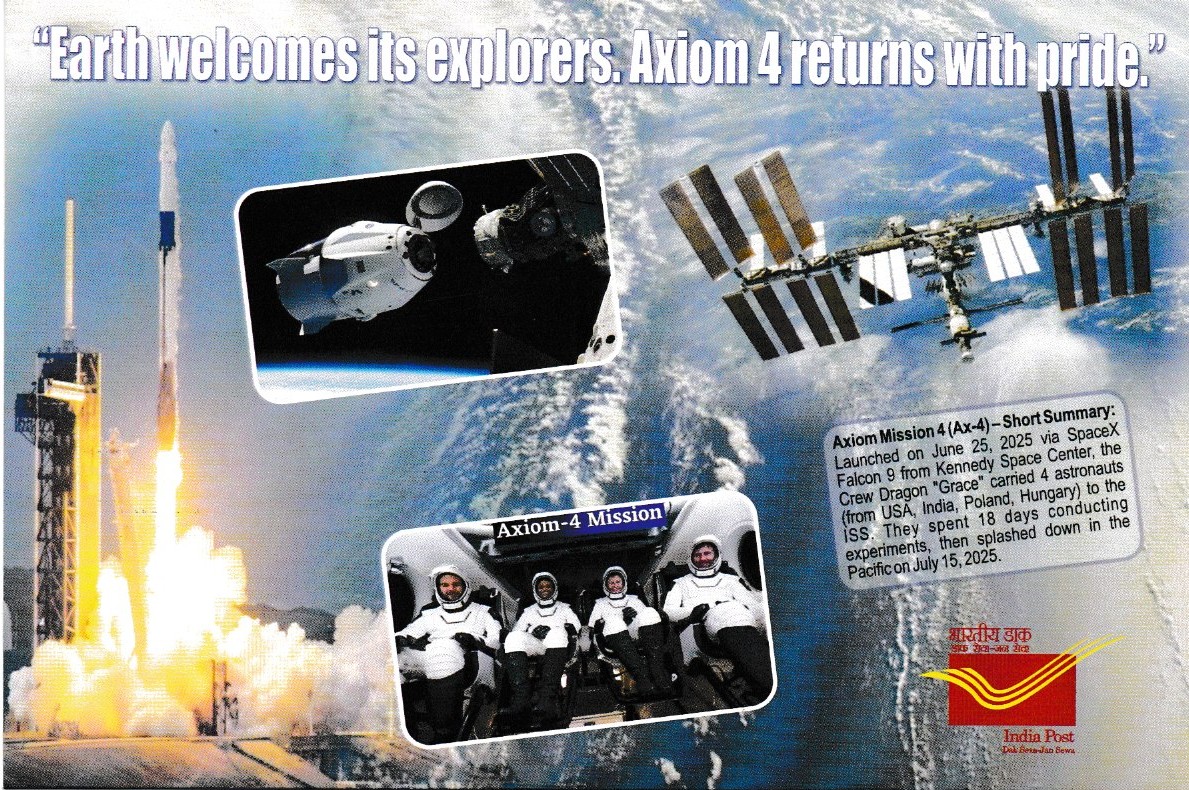 “Earth welcomes its explorers. Axiom 4 returns with pride.”
Axiom Mission 4 (Ax-4) – Short Summary:
Launched on June 25, 2025 via SpaceX
Falcon 9 from Kennedy Space Center, the
Crew Dragon "Grace" carried 4 astronauts
(from USA, India, Poland, Hungary) to the
ISS. They spent 18 days conducting
experiments, then splashed down in the
Pacific on July 15, 2025.
Axiom-4 Mission
भारतीय डाक
डाक सेवा-जन सेवा
India Post
Dak Sewa-Jan Sewa